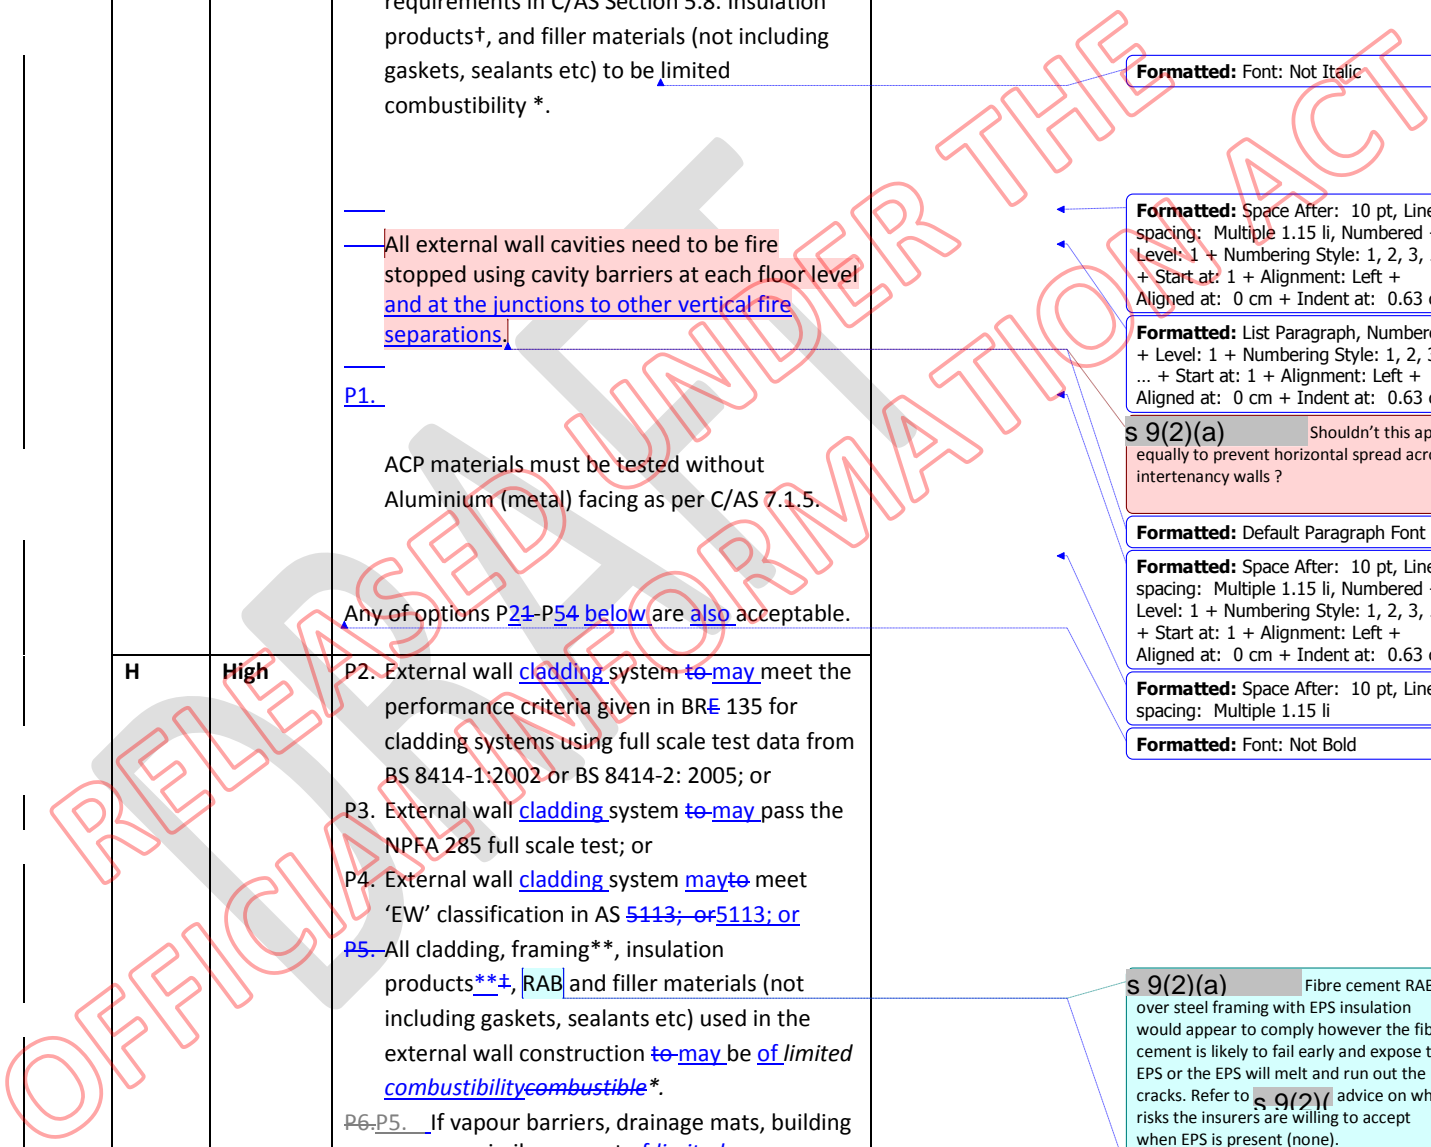 requirements in C/AS Section 5.8. Insulation
products†, and filler materials (not including
gaskets, sealants etc) to be limited
combustibility *.
All external wall cavities need to be fire
stopped using cavity barriers at each floor level
and at the junctions to other vertical fire
separations.
P1.
ACP materials must be tested without
Aluminium (metal) facing as per C/AS 7.1.5.
Any of options P21-P54 below are also acceptable.
H High P2. External wall cladding system to may meet the
performance criteria given in BRE 135 for
cladding systems using full scale test data from
BS 8414-1:2002 or BS 8414-2: 2005; or
P3. External wall cladding system to may pass the
NPFA 285 full scale test; or
P4. External wall cladding system mayto meet
‘EW’ classification in AS 5113; or5113; or
P5. All cladding, framing**, insulation
products**‡, RAB and filler materials (not
including gaskets, sealants etc) used in the
external wall construction to may be of limited
combustibilitycombustible*.
P6.P5. If vapour barriers, drainage mats, building
Formatted: Font: Not Italic
Formatted: Space After: 10 pt, Line
spacing: Multiple 1.15 li, Numbered
Level: 1 + Numbering Style: 1, 2, 3,
+ Start at: 1 + Alignment: Left +
Aligned at: 0 cm + Indent at: 0.63
Formatted: List Paragraph,
+ Level: 1 + Numbering Style: 1, 2,
... + Start at: 1 + Alignment: Left +
Aligned at: 0 cm + Indent at: 0.63
s 9(2)(a) Shouldn’t this
equally to prevent horizontal spread
intertenancy walls ?
Formatted: Default Paragraph Font
Formatted: Space After: 10 pt, Line
spacing: Multiple 1.15 li, Numbered
Level: 1 + Numbering Style: 1, 2, 3,
+ Start at: 1 + Alignment: Left +
Aligned at: 0 cm + Indent at: 0.63
Formatted: Space After: 10 pt, Line
spacing: Multiple 1.15 li
Formatted: Font: Not Bold
s 9(2)(a) Fibre cement RAB
over steel framing with EPS insulation
would appear to comply however the
cement is likely to fail early and expose
EPS or the EPS will melt and run out the
cracks. Refer to s 9(2)( advice on
risks the insurers are willing to accept
when EPS is present (none).
DRAFT
RELEASED UNDER THE
OFFICIAL INFORMATION ACT